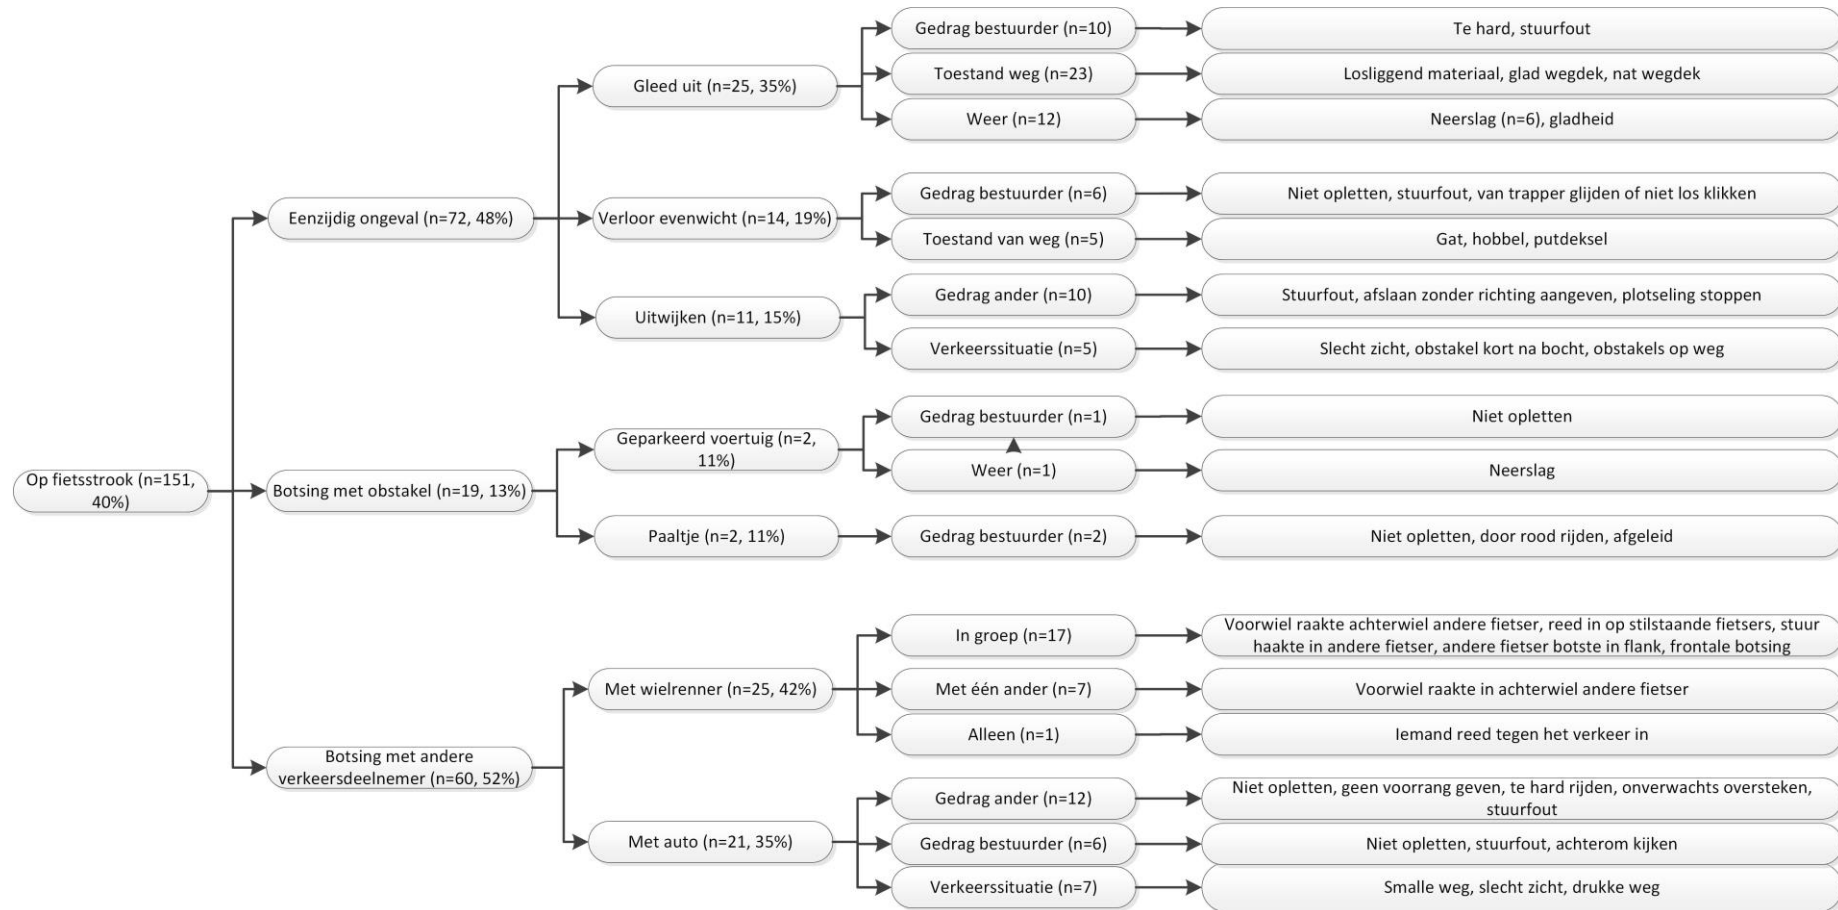 Op fietsstrook (n=151,
40%)
Eenzijdig ongeval (n=72, 48%)
Gleed uit (n=25, 35%)
Gedrag bestuurder (n=10)
Te hard, stuurfout
Toestand weg (n=23)
Losliggend materiaal, glad wegdek, nat wegdek
Weer (n=12)
Neerslag (n=6), gladheid
Verloor evenwicht (n=14, 19%)
Gedrag bestuurder (n=6)
Niet opletten, stuurfout, van trapper glijden of niet los klikken
Toestand van weg (n=5)
Gat, hobbel, putdeksel
Uitwijken (n=11, 15%)
Gedrag ander (n=10)
Stuurfout, afslaan zonder richting aangeven, plotseling stoppen
Verkeerssituatie (n=5)
Slecht zicht, obstakel kort na bocht, obstakels op weg
Botsing met obstakel (n=19, 13%)
Geparkeerd voertuig (n=2,
11%)
Gedrag bestuurder (n=1)
Niet opletten
Weer (n=1)
Neerslag
Paaltje (n=2, 11%)
Gedrag bestuurder (n=2)
Niet opletten, door rood rijden, afgeleid
Botsing met andere
verkeersdeelnemer (n=60, 52%)
Met wielrenner (n=25, 42%)
In groep (n=17)
Voorwiel raakte achterwiel andere fietser, reed in op stilstaande fietsers, stuur
haakte in andere fietser, andere fietser botste in flank, frontale botsing
Met één ander (n=7)
Voorwiel raakte in achterwiel andere fietser
Alleen (n=1)
Iemand reed tegen het verkeer in
Met auto (n=21, 35%)
Gedrag ander (n=12)
Niet opletten, geen voorrang geven, te hard rijden, onverwachts oversteken,
stuurfout
Gedrag bestuurder (n=6)
Niet opletten, stuurfout, achterom kijken
Verkeerssituatie (n=7)
Smalle weg, slecht zicht, drukke weg